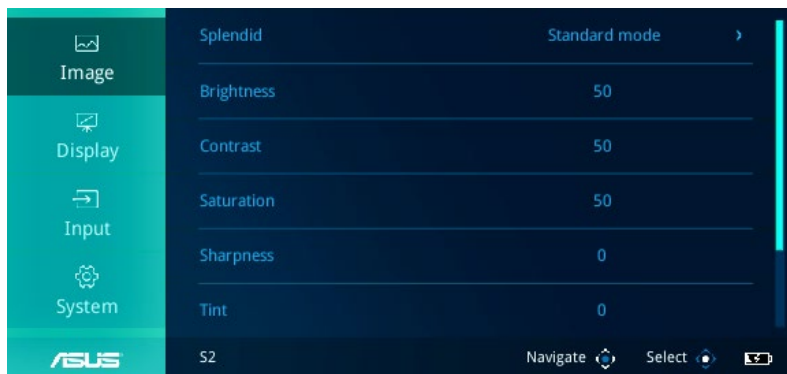 Image
Display
Input
System
ASUS
Splendid Standard mode
Brightness 50
Contrast 50
Saturation 50
Sharpness 0
Tint 0
S2 Navigate Select